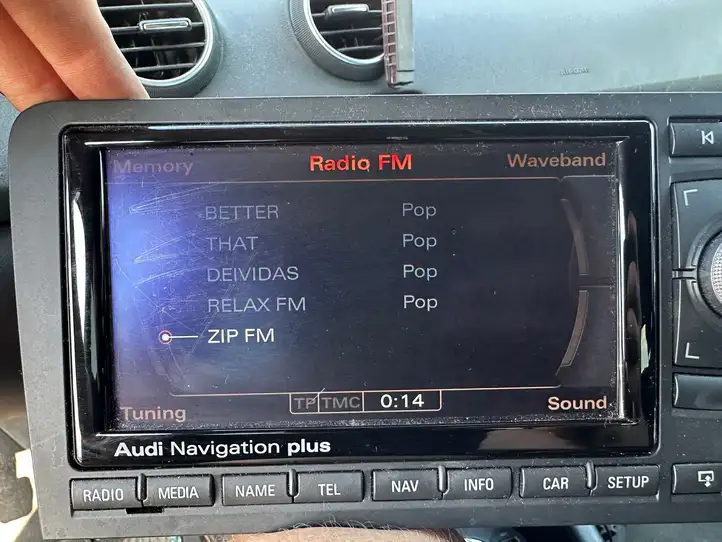 Memory Radio FM Waveband
BETTER Pop
THAT Pop
DEIVIDAS Pop
RELAX FM Pop
ZIP FM
Tuning TP TMC 0:14 Sound
Audi Navigation plus
RADIO MEDIA NAME TEL NAV INFO CAR SETUP